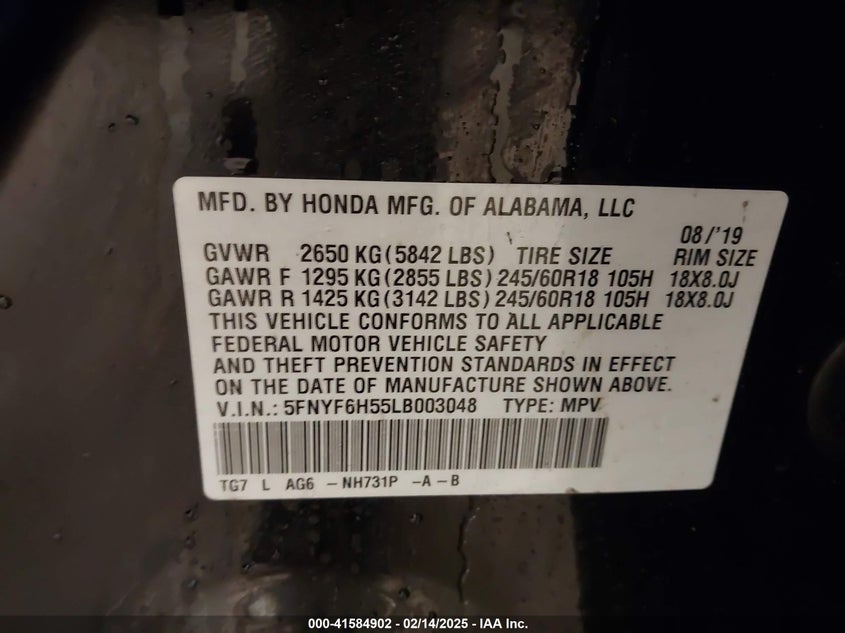 MFD. BY HONDA MFG. OF ALABAMA, LLC
08/'19
GVWR 2650 KG (5842 LBS) TIRE SIZE RIM SIZE
GAWR F 1295 KG (2855 LBS) 245/60R18 105H 18X8.0J
GAWR R 1425 KG (3142 LBS) 245/60R18 105H 18X8.0J
THIS VEHICLE CONFORMS TO ALL APPLICABLE
FEDERAL MOTOR VEHICLE SAFETY
AND THEFT PREVENTION STANDARDS IN EFFECT
ON THE DATE OF MANUFACTURE SHOWN ABOVE.
V.I.N.: 5FNYF6H55LB003048 TYPE: MPV
TG7 L AG6 - NH731P - A - B
000-41584902 - 02/14/2025 - IAA Inc.